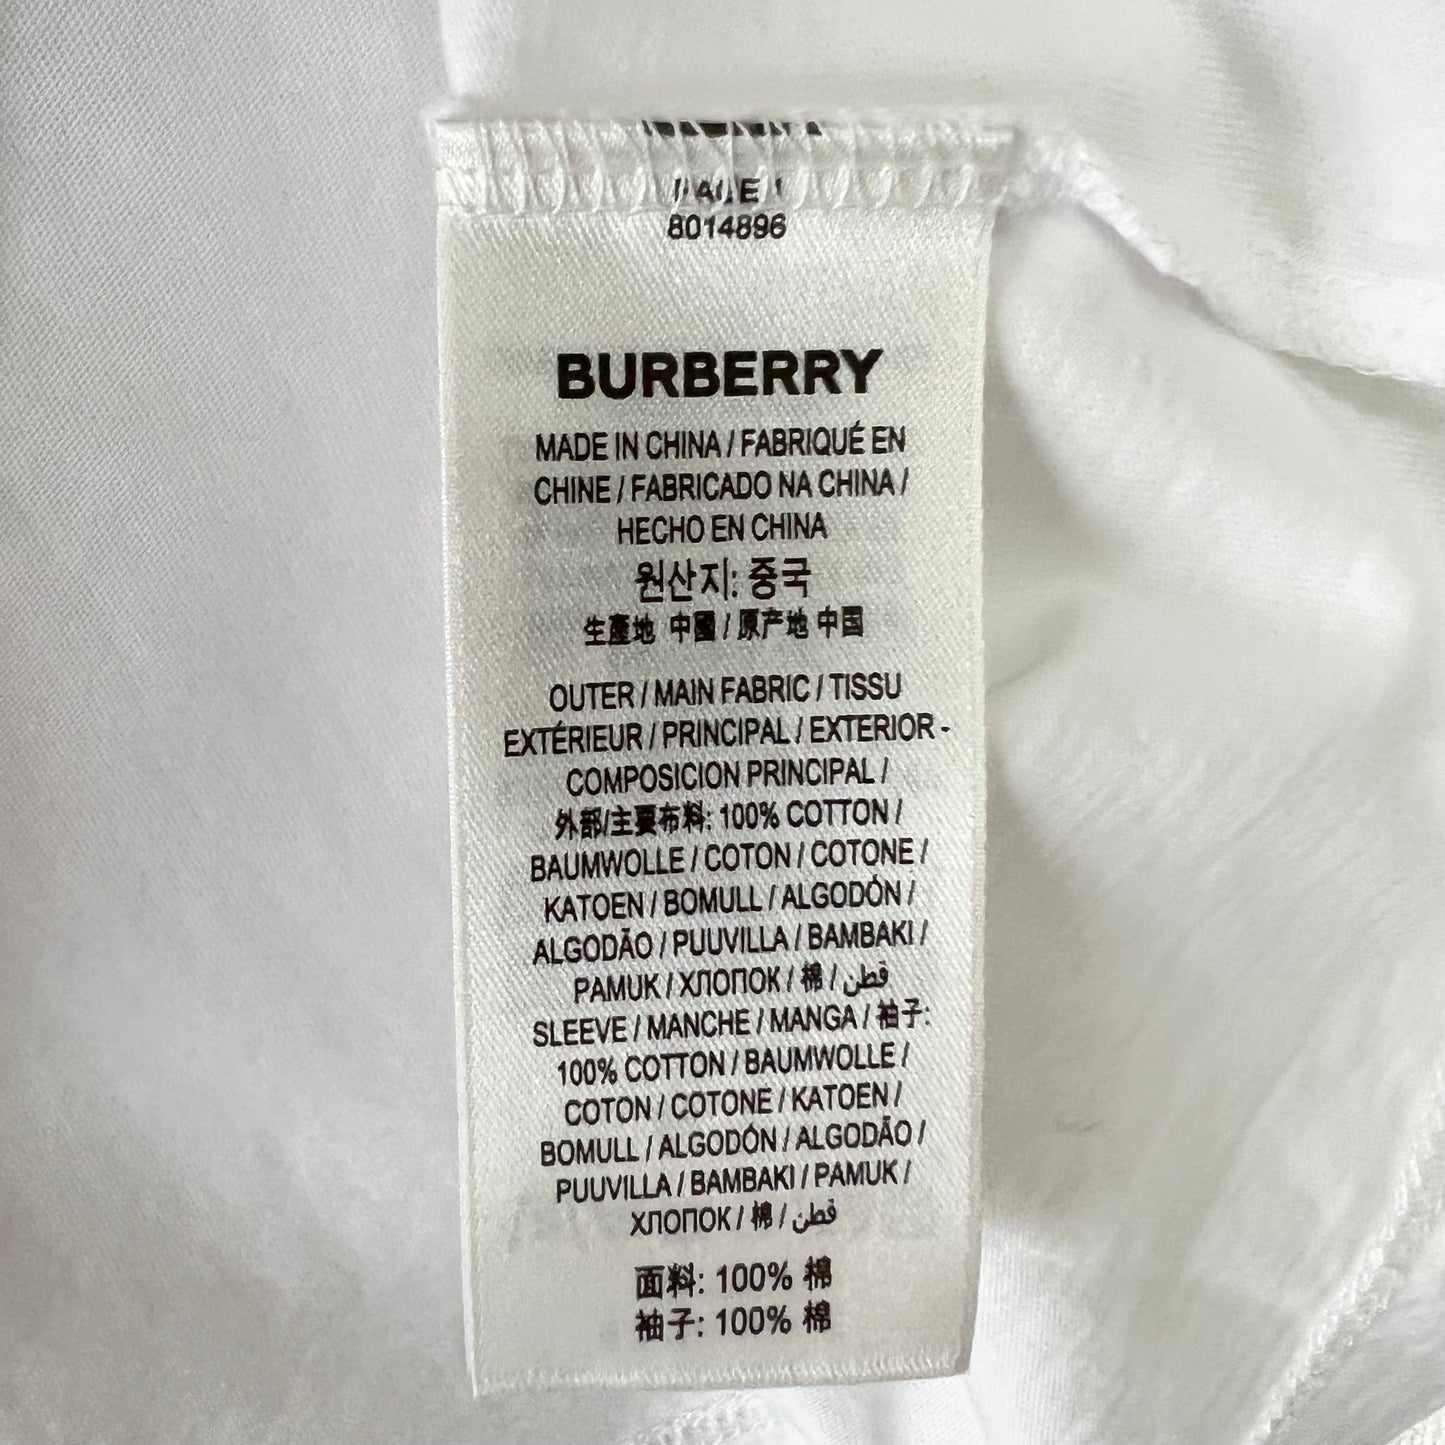 PAGE 1
8014896
BURBERRY
MADE IN CHINA / FABRIQUÉ EN
CHINE / FABRICADO NA CHINA /
HECHO EN CHINA
원산지: 중국
生產地 中國 / 原产地 中国
OUTER / MAIN FABRIC / TISSU
EXTÉRIEUR / PRINCIPAL / EXTERIOR -
COMPOSICION PRINCIPAL /
外部/主要布料: 100% COTTON /
BAUMWOLLE / COTON / COTONE /
KATOEN / BOMULL / ALGODÓN /
ALGODÃO / PUUVILLA / BAMBAKI /
PAMUK / ХЛОПОК / 棉 / قطن
SLEEVE / MANCHE / MANGA / 袖子:
100% COTTON / BAUMWOLLE /
COTON / COTONE / KATOEN /
BOMULL / ALGODÓN / ALGODÃO /
PUUVILLA / BAMBAKI / PAMUK /
ХЛОПОК / 棉 / قطن
面料: 100% 棉
袖子: 100% 棉